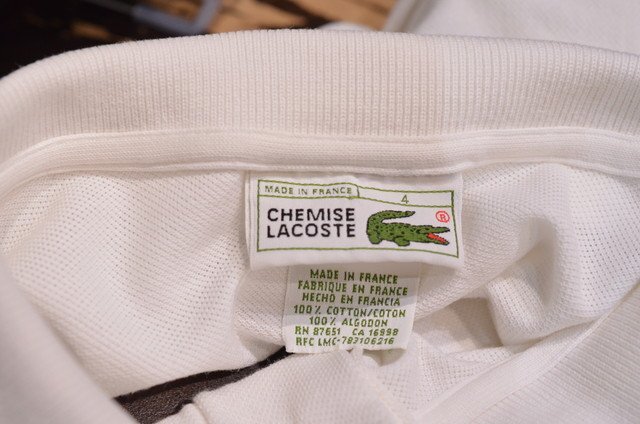 MADE IN FRANCE
4
CHEMISE
LACOSTE
®
MADE IN FRANCE
FABRIQUE EN FRANCE
HECHO EN FRANCIA
100% COTTON/COTON
100% ALGODON
RN 87651 CA 16898
RFC LMC-783106216